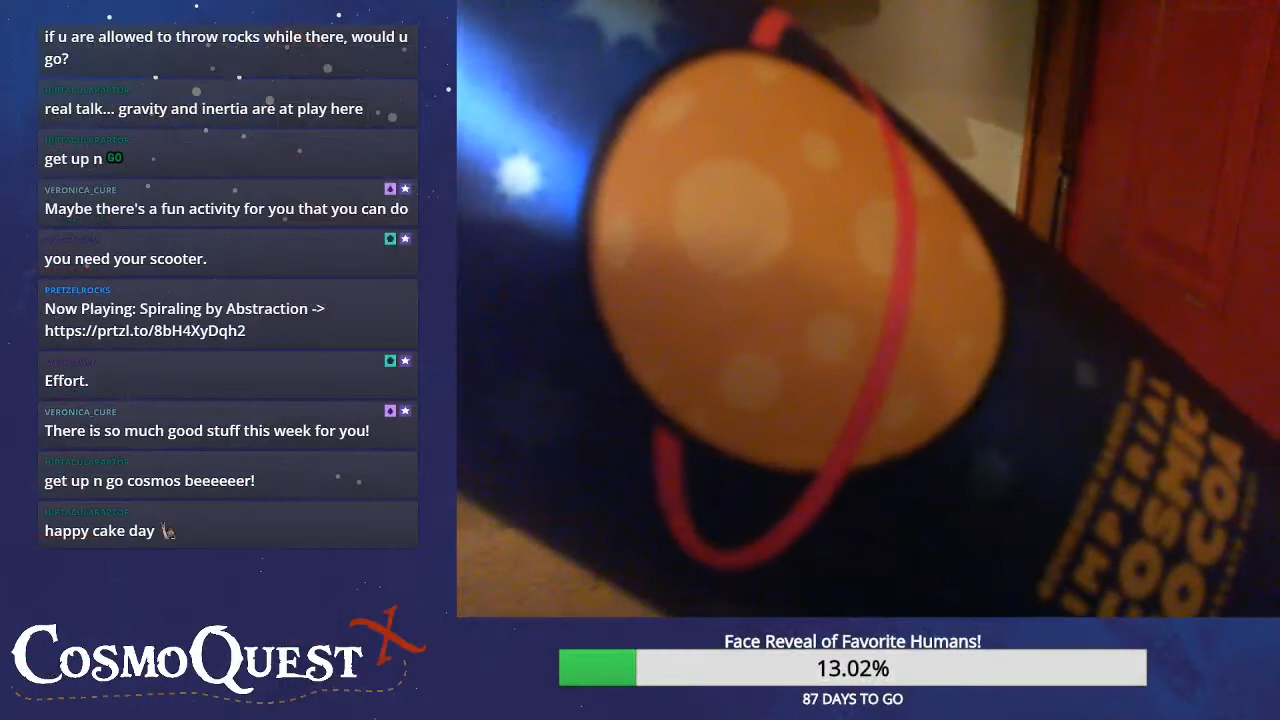 if u are allowed to throw rocks while there, would u
go?
HIPTACULARAPTOR
real talk... gravity and inertia are at play here
HIPTACULARAPTOR
get up n GO
VERONICA_CURE
Maybe there's a fun activity for you that you can do
you need your scooter.
PRETZELROCKS
Now Playing: Spiraling by Abstraction ->
https://prtzl.to/8bH4XyDqh2
Effort.
VERONICA_CURE
There is so much good stuff this week for you!
HIPTACULARAPTOR
get up n go cosmos beeeeeer!
HIPTACULARAPTOR
happy cake day
COSMOQUEST X
IMPERIAL
COSMIC
COCOA
Face Reveal of Favorite Humans!
13.02%
87 DAYS TO GO